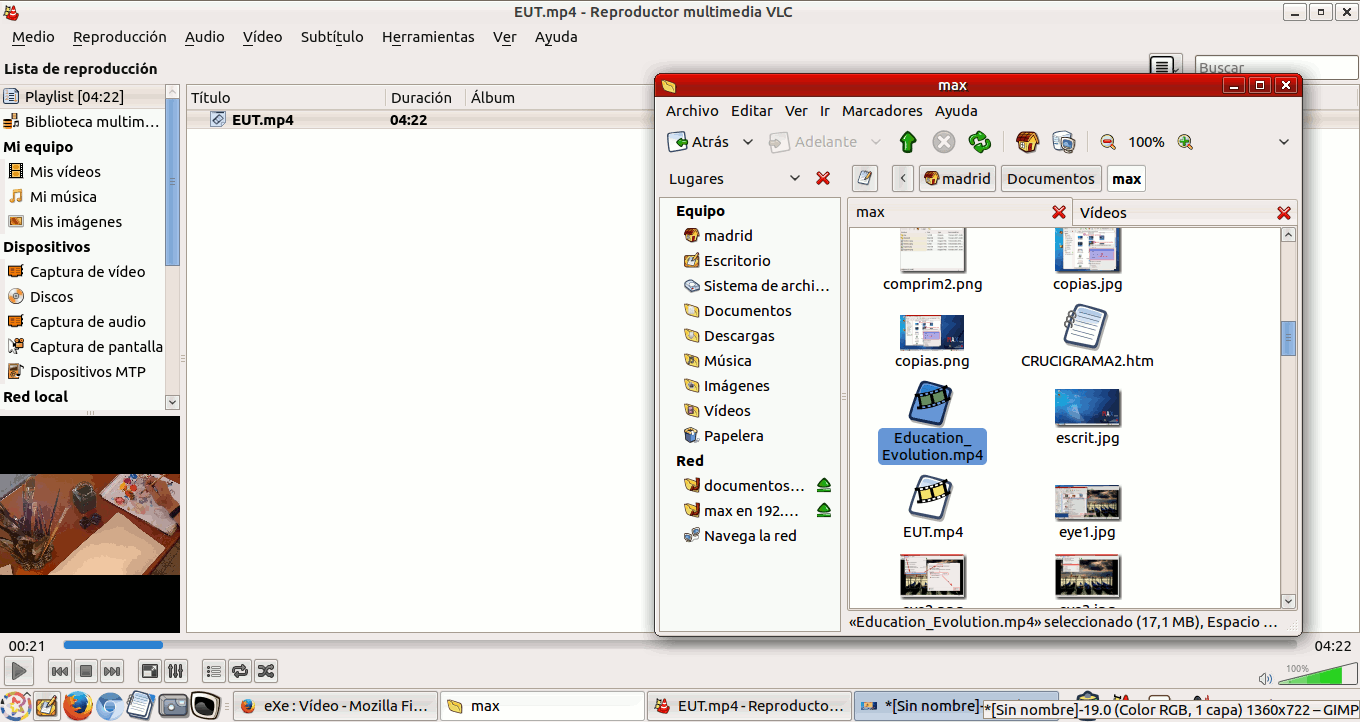 EUT.mp4 - Reproductor multimedia VLC
Medio Reproducción Audio Vídeo Subtítulo Herramientas Ver Ayuda
Lista de reproducción
Buscar
Playlist [04:22]
Biblioteca multim...
Mi equipo
Mis vídeos
Mi música
Mis imágenes
Dispositivos
Captura de vídeo
Discos
Captura de audio
Captura de pantalla
Dispositivos MTP
Red local
Título Duración Álbum
EUT.mp4 04:22
max
Archivo Editar Ver Ir Marcadores Ayuda
Atrás Adelante 100%
Lugares madrid Documentos max
Equipo
madrid
Escritorio
Sistema de archi...
Documentos
Descargas
Música
Imágenes
Vídeos
Papelera
Red
documentos...
max en 192....
Navega la red
max Vídeos
comprim2.png copias.jpg
copias.png CRUCIGRAMA2.htm
Education_
Evolution.mp4
escrit.jpg
EUT.mp4 eye1.jpg
«Education_Evolution.mp4» seleccionado (17,1 MB), Espacio ...
00:21 04:22
100%
eXe : Vídeo - Mozilla Fi... max EUT.mp4 - Reproducto... *[Sin nombre]-
*[Sin nombre]-19.0 (Color RGB, 1 capa) 1360x722 – GIMP